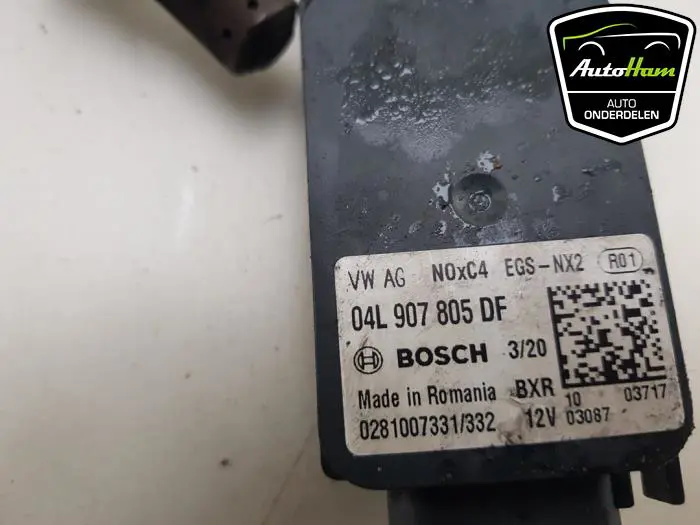 AutoHam
AUTO
ONDERDELEN
VW AG NOxC4 EGS-NX2 R01
04L 907 805 DF
BOSCH 3/20
Made in Romania BXR 10 03717
0281007331/332 12V 03087